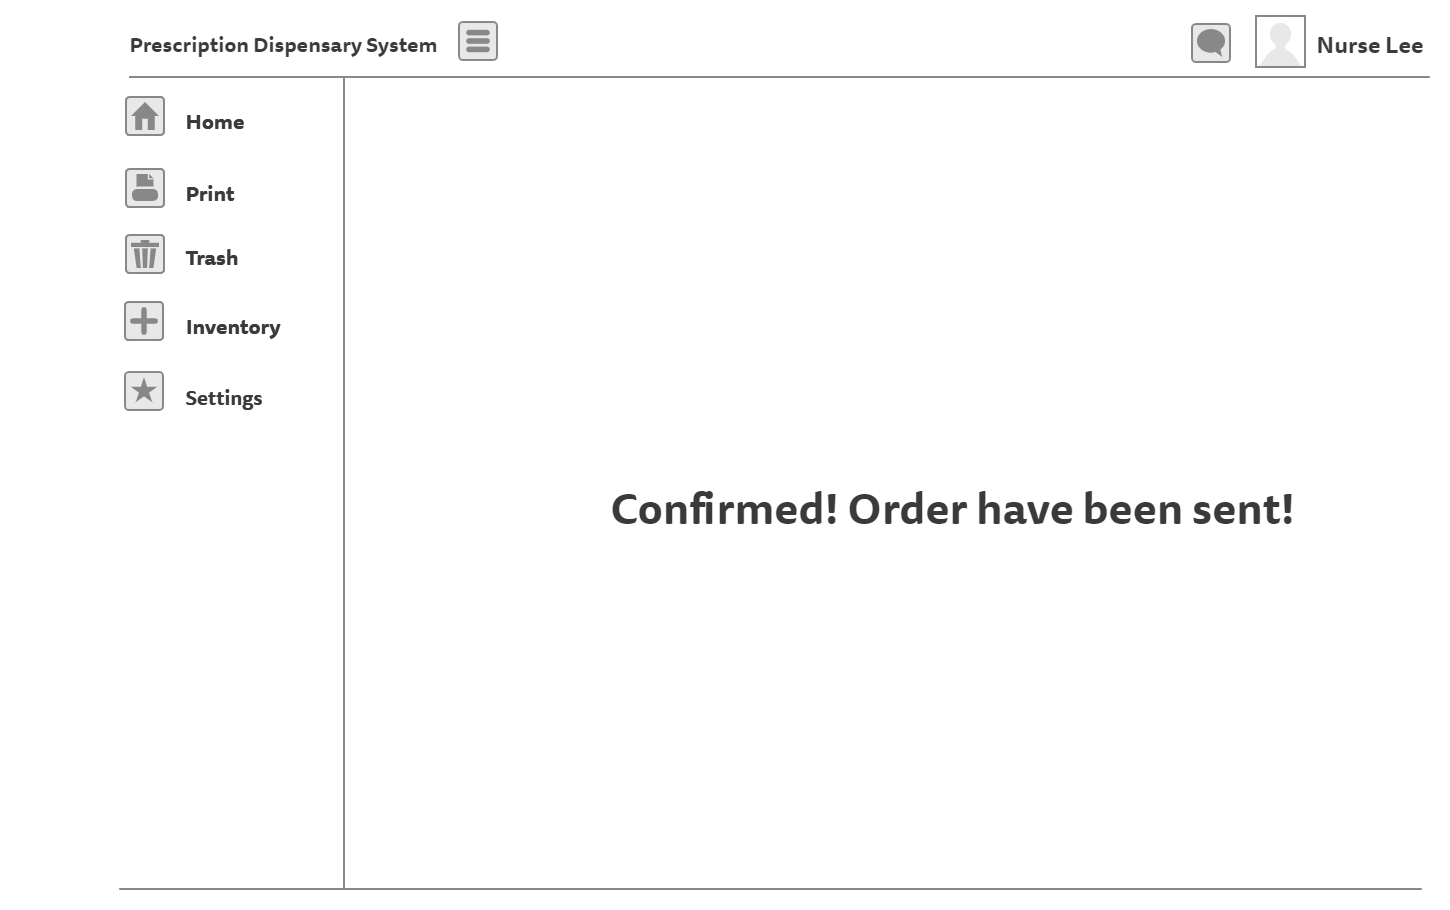 Prescription Dispensary System
Nurse Lee
Home
Print
Trash
Inventory
Settings
Confirmed! Order have been sent!